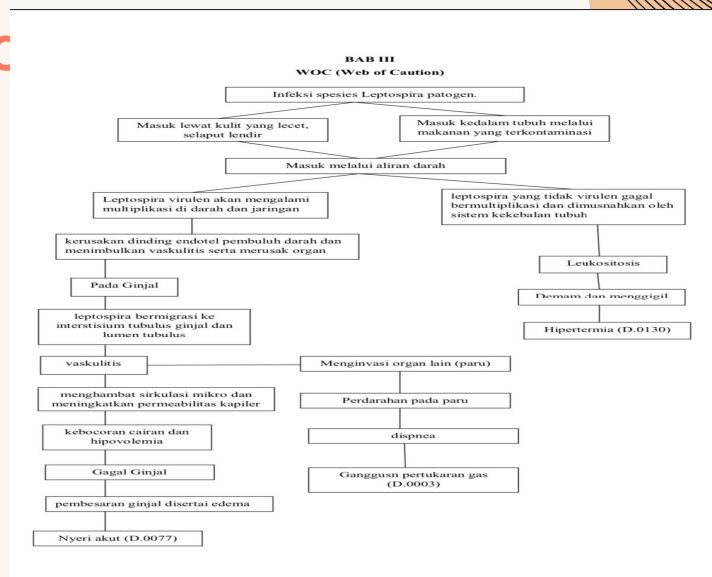 BAB III
WOC (Web of Caution)
Infeksi spesies Leptospira patogen.
Masuk lewat kulit yang lecet,
selaput lendir
Masuk kedalam tubuh melalui
makanan yang terkontaminasi
Masuk melalui aliran darah
Leptospira virulen akan mengalami
multiplikasi di darah dan jaringan
leptospira yang tidak virulen gagal
bermultiplikasi dan dimusnahkan oleh
sistem kekebalan tubuh
kerusakan dinding endotel pembuluh darah dan
menimbulkan vaskulitis serta merusak organ
Leukositosis
Pada Ginjal
Demam dan menggigil
leptospira bermigrasi ke
interstisium tubulus ginjal dan
lumen tubulus
Hipertermia (D.0130)
vaskulitis
Menginvasi organ lain (paru)
menghambat sirkulasi mikro dan
meningkatkan permeabilitas kapiler
Perdarahan pada paru
kebocoran cairan dan
hipovolemia
dispnea
Gagal Ginjal
Ganggusn pertukaran gas
(D.0003)
pembesaran ginjal disertai edema
Nyeri akut (D.0077)